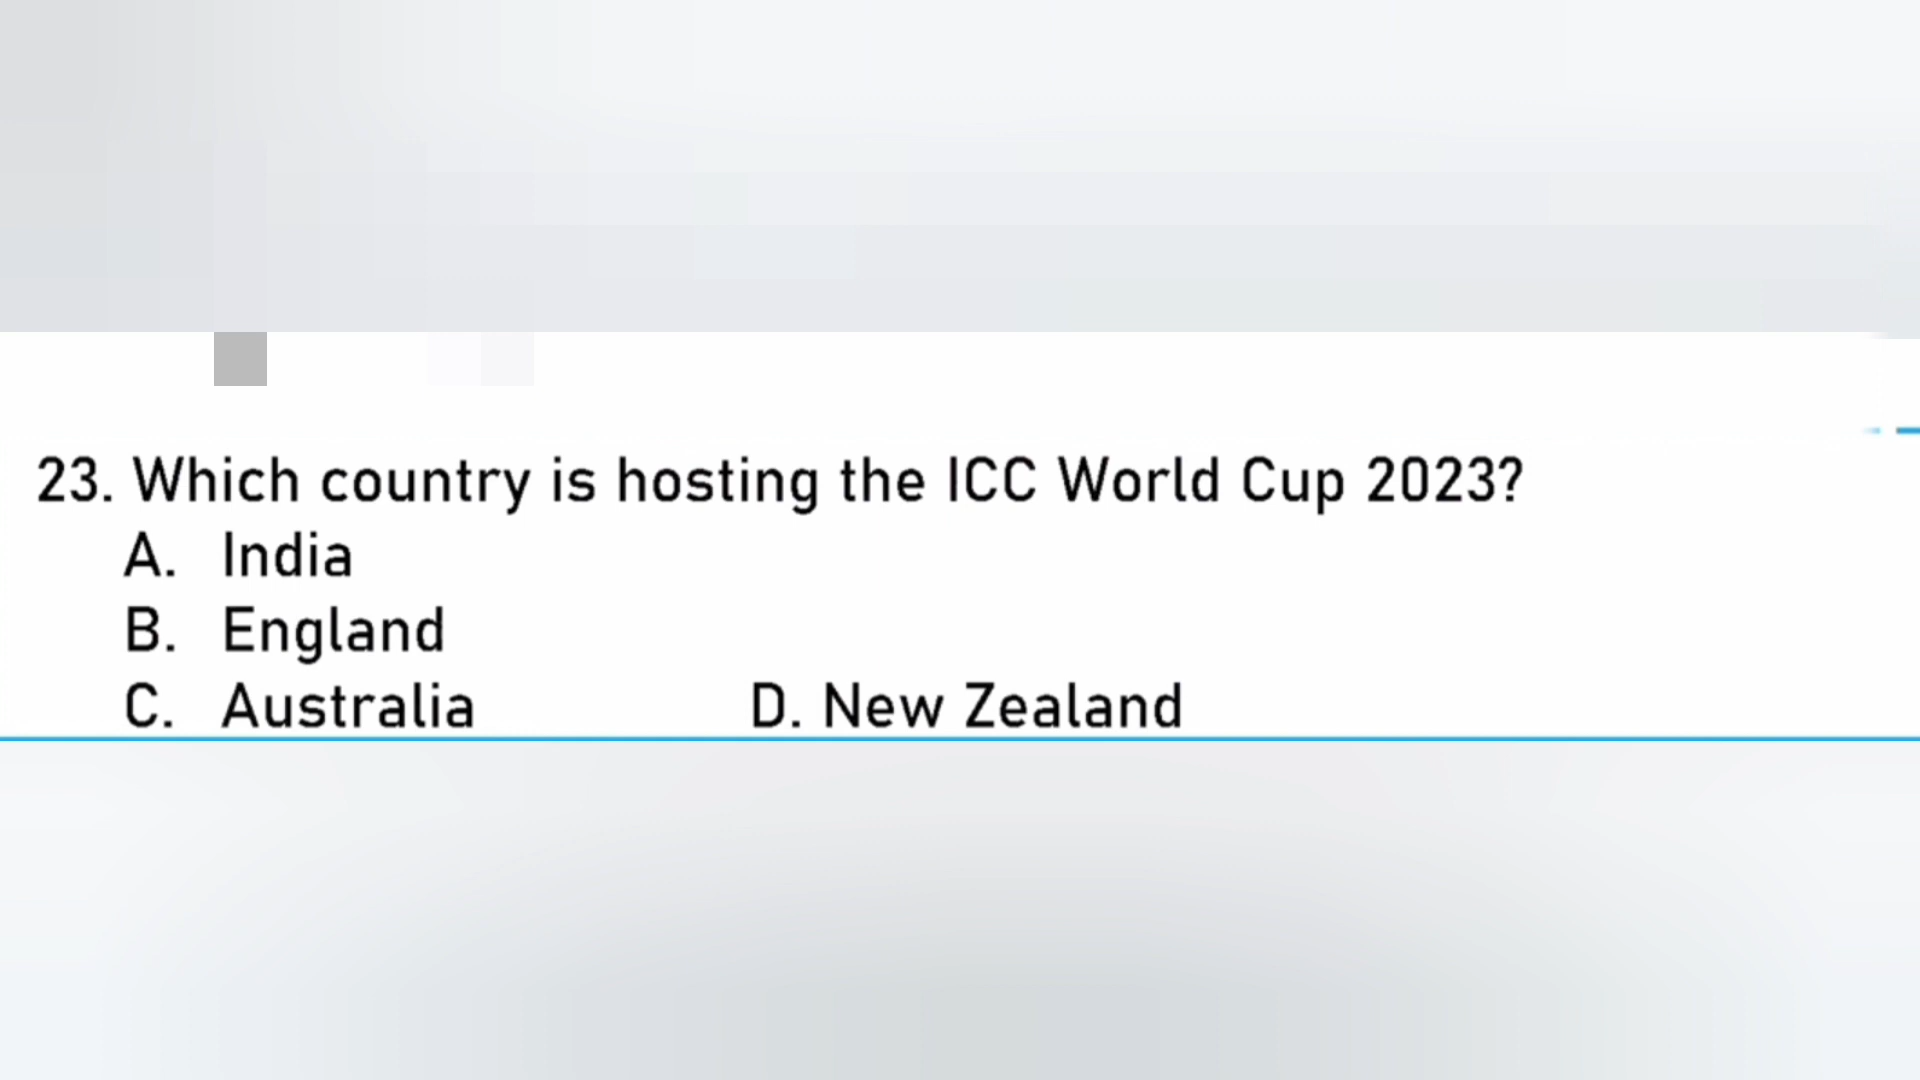 23. Which country is hosting the ICC World Cup 2023?
A. India
B. England
C. Australia D. New Zealand